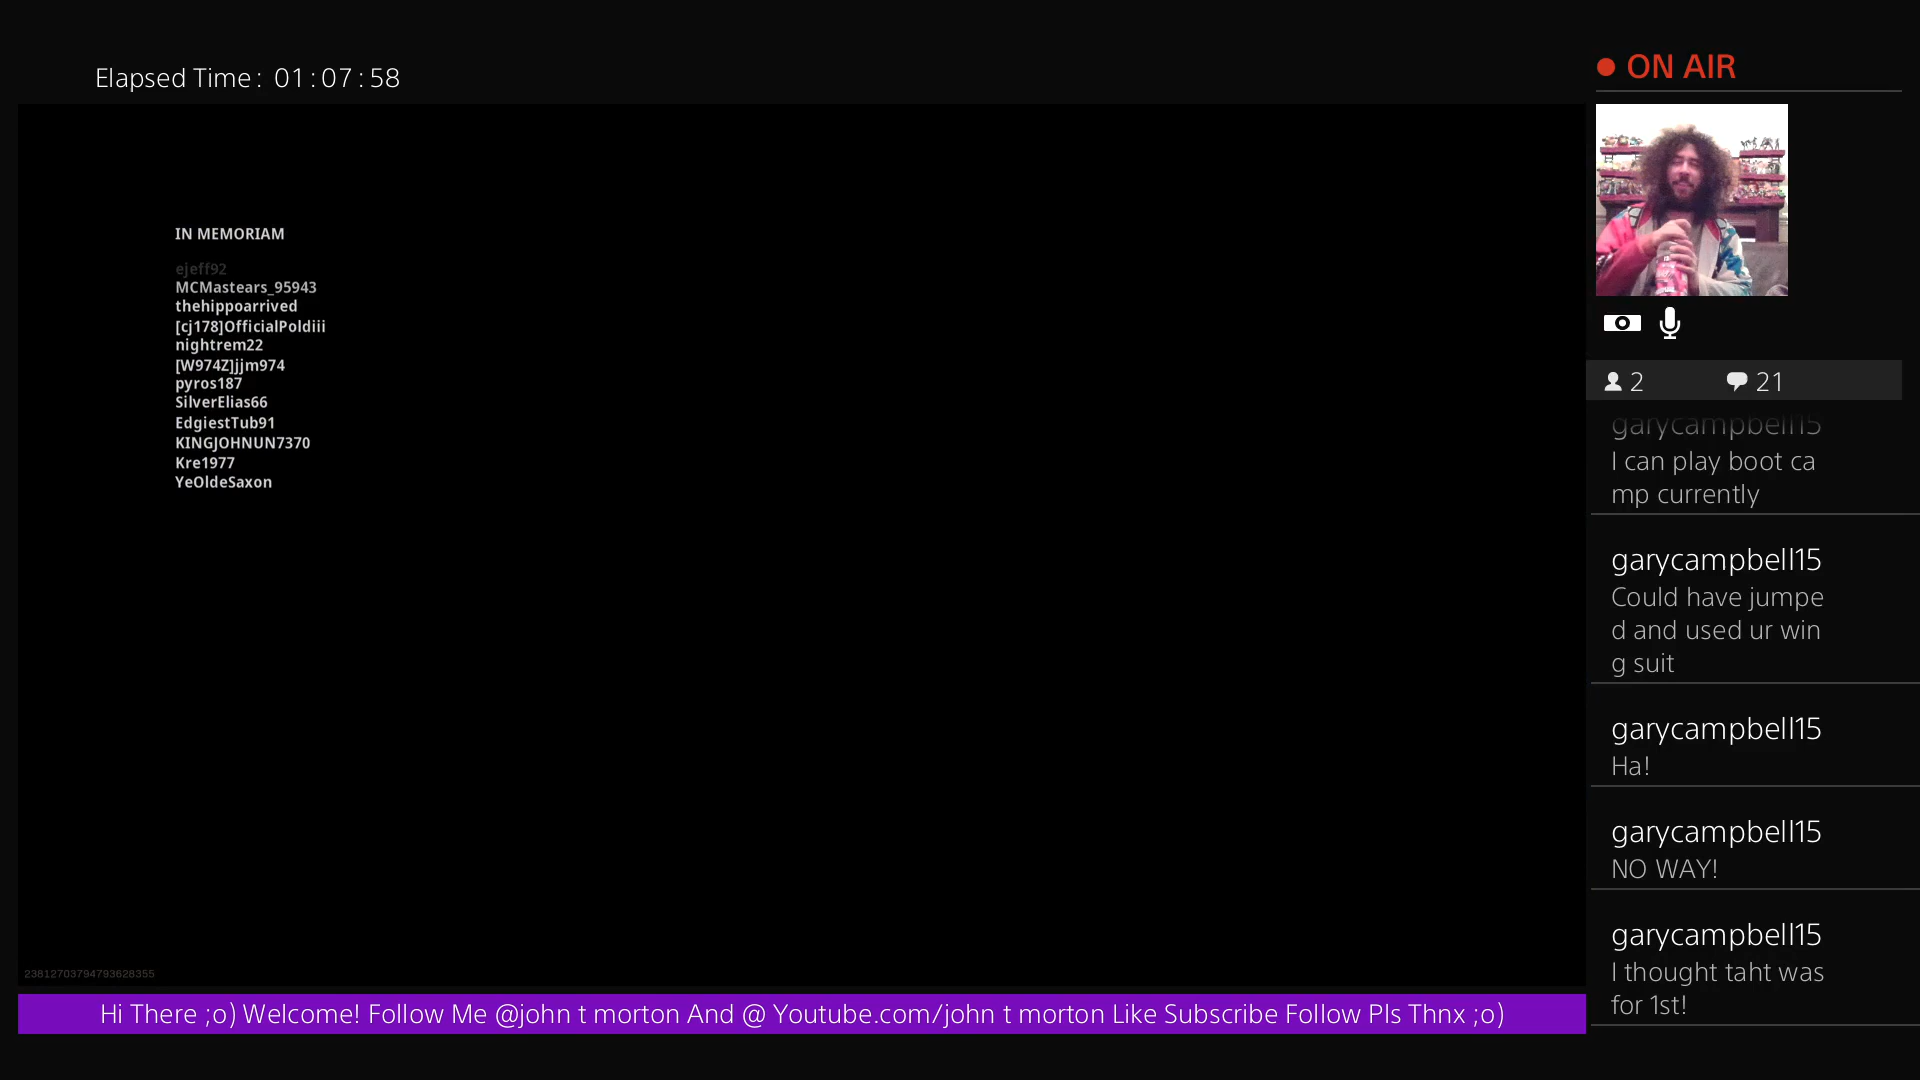 Elapsed Time: 01:07:58
ON AIR
IN MEMORIAM
ejeff92
MCMastears_95943
thehippoarrived
[cj178]OfficialPoldiii
nightrem22
[W974Z]jjm974
pyros187
SilverElias66
EdgiestTub91
KINGJOHNUN7370
Kre1977
YeOldeSaxon
23812703794793628355
Hi There ;o) Welcome! Follow Me @john t morton And @ Youtube.com/john t morton Like Subscribe Follow Pls Thnx ;o)
2
21
garycampbell15
I can play boot ca
mp currently
garycampbell15
Could have jumpe
d and used ur win
g suit
garycampbell15
Ha!
garycampbell15
NO WAY!
garycampbell15
I thought taht was
for 1st!